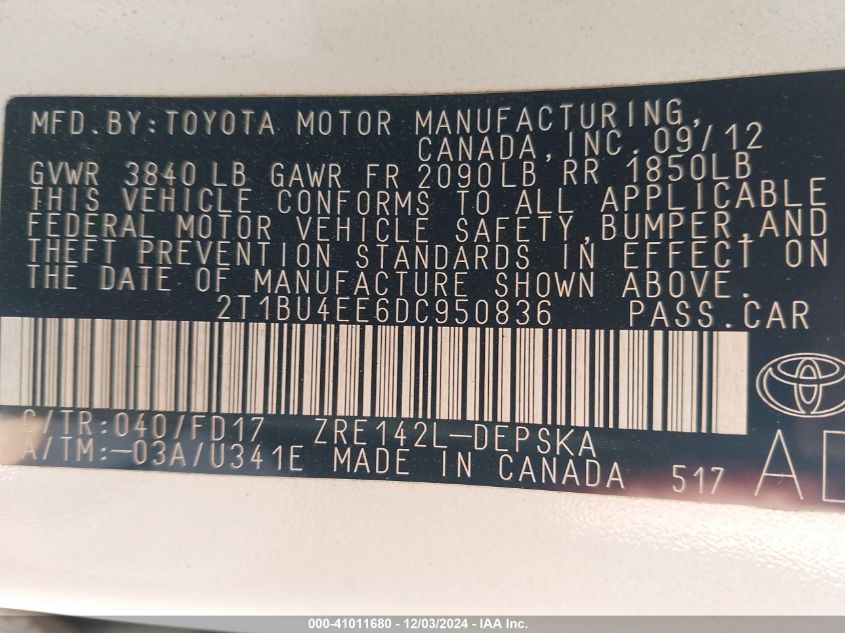 MFD.BY:TOYOTA MOTOR MANUFACTURING,
CANADA,INC. 09/12
GVWR 3840 LB GAWR FR 2090LB RR 1850LB
THIS VEHICLE CONFORMS TO ALL APPLICABLE
FEDERAL MOTOR VEHICLE SAFETY,BUMPER,AND
THEFT PREVENTION STANDARDS IN EFFECT ON
THE DATE OF MANUFACTURE SHOWN ABOVE.
2T1BU4EE6DC950836 PASS.CAR
C/TR:040/FD17 ZRE142L-DEPSKA
A/TM:-03A/U341E MADE IN CANADA 517 A
000-41011680 - 12/03/2024 - IAA Inc.